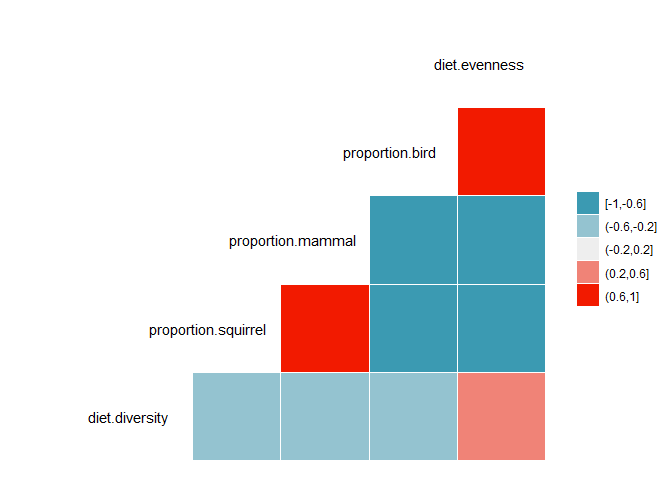 diet.evenness
proportion.bird
proportion.mammal
proportion.squirrel
diet.diversity
[-1,-0.6]
(-0.6,-0.2]
(-0.2,0.2]
(0.2,0.6]
(0.6,1]